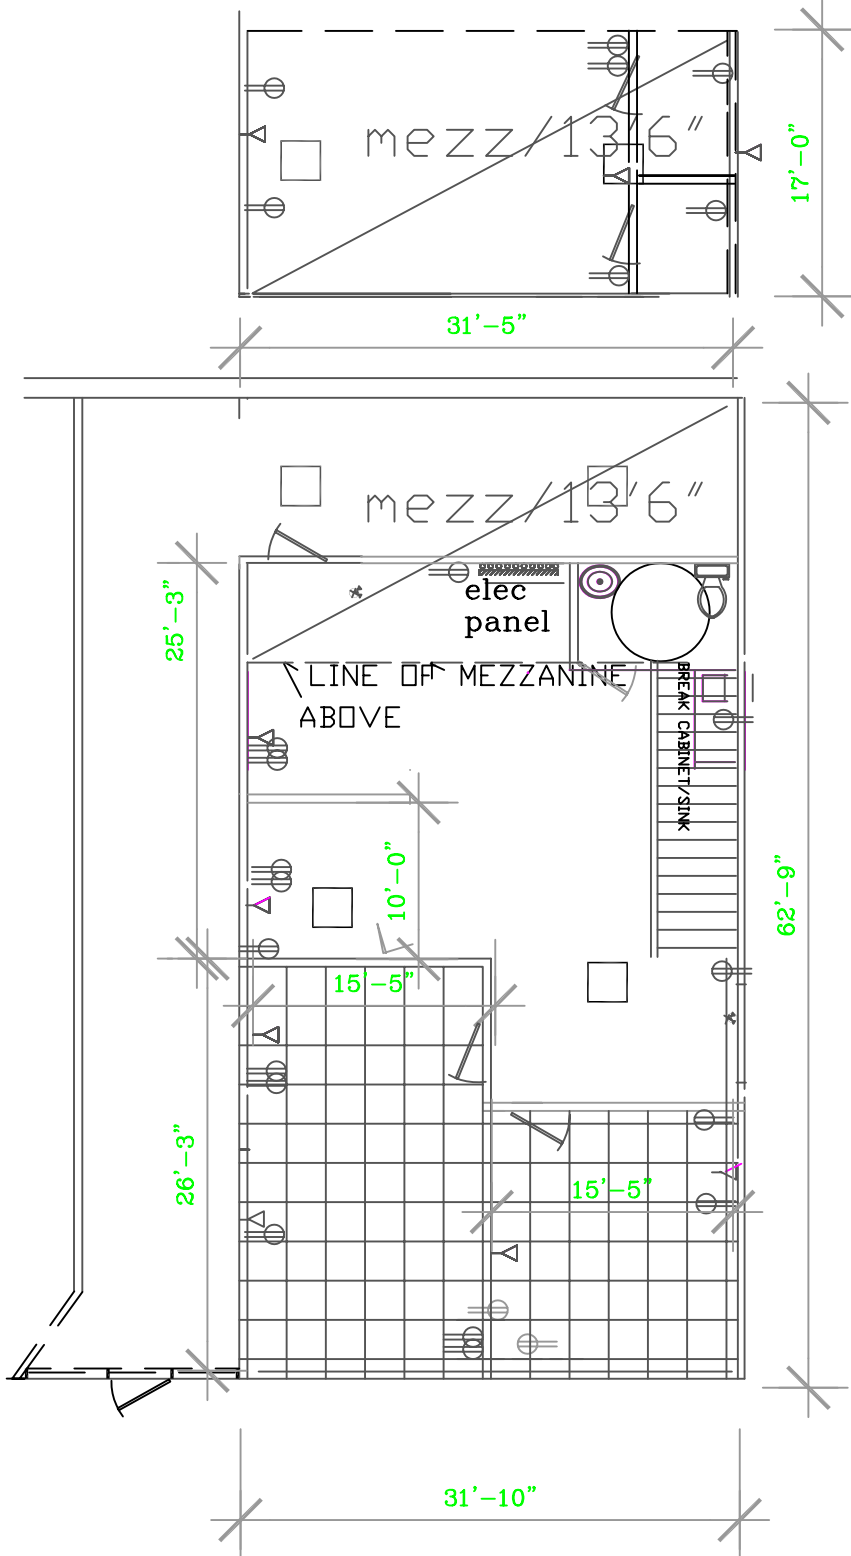 mezz/13'6"
17'-0"
31'-5"
mezz/13'6"
25'-3"
elec
panel
LINE OF MEZZANINE
ABOVE
BREAK CABINET/SINK
10'-0"
62'-9"
15'-5"
26'-3"
15'-5"
31'-10"